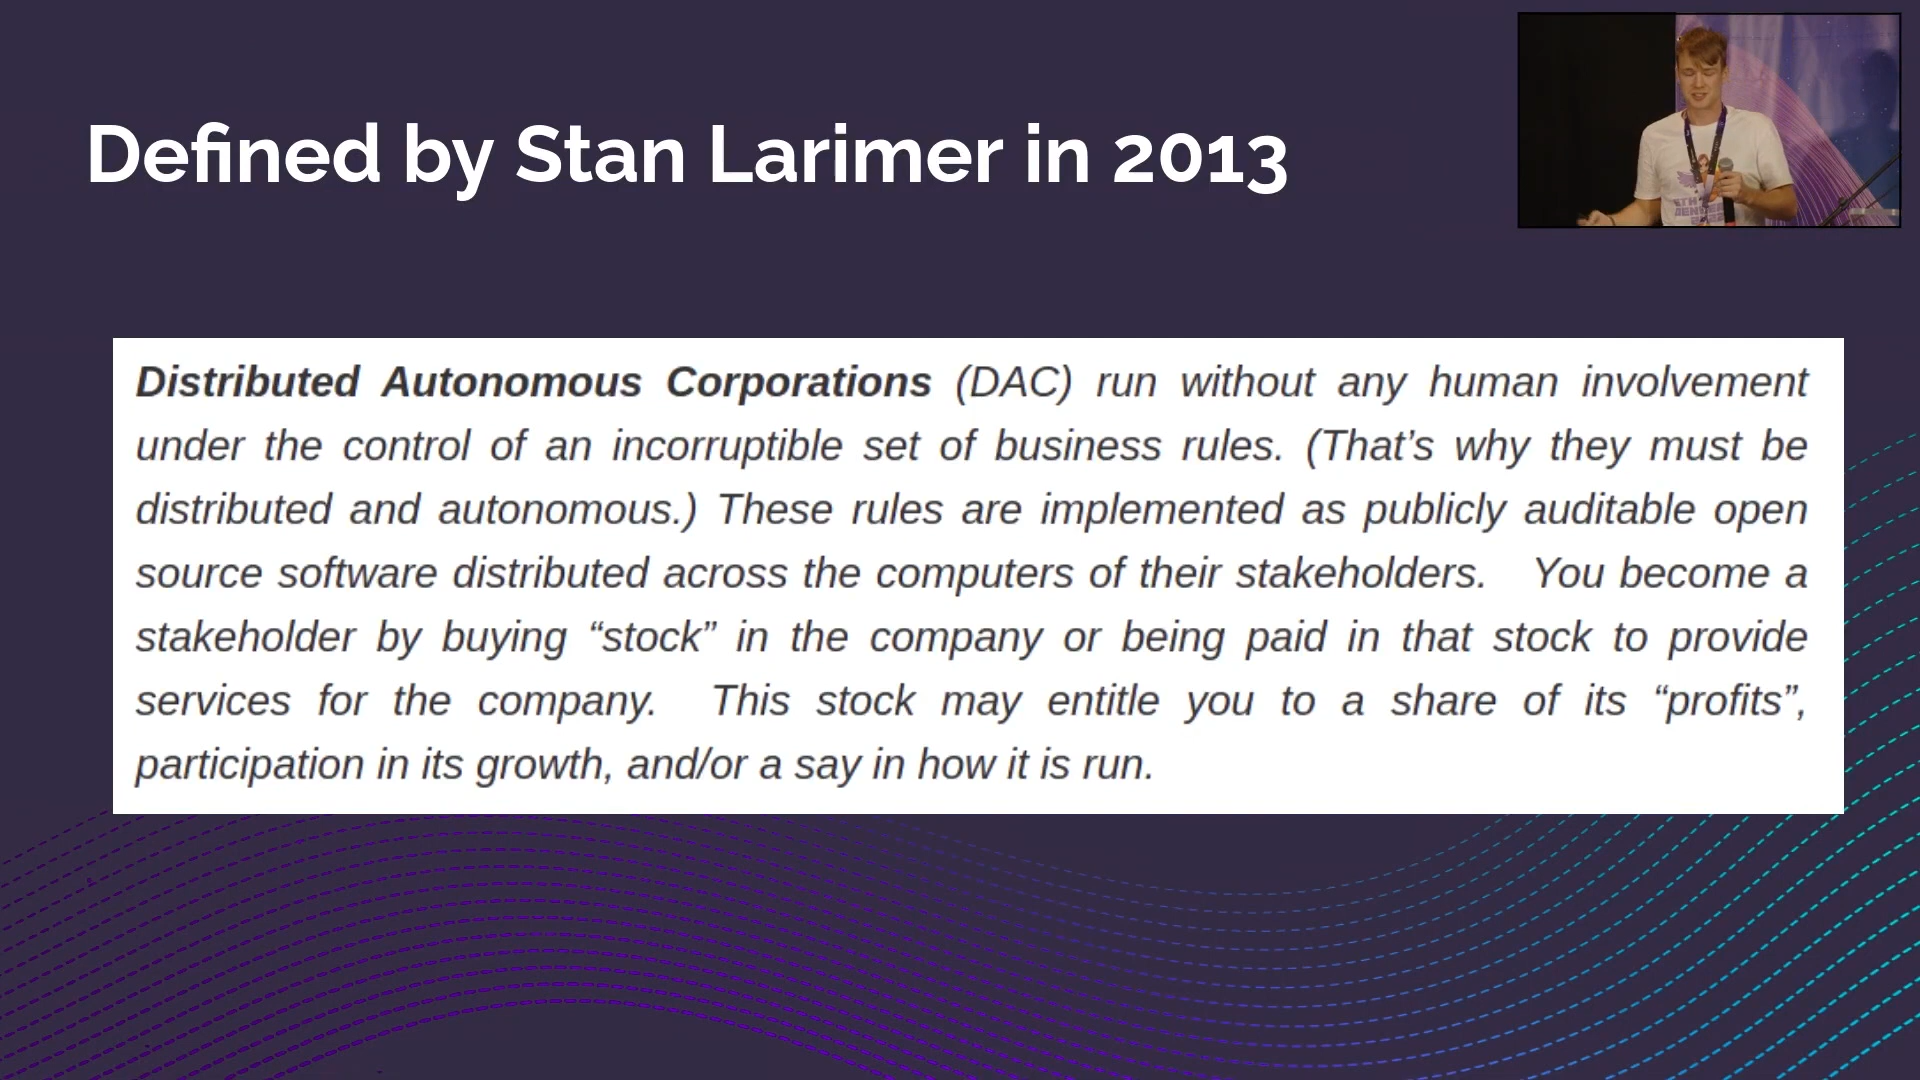 Defined by Stan Larimer in 2013
Distributed Autonomous Corporations (DAC) run without any human involvement
under the control of an incorruptible set of business rules. (That’s why they must be
distributed and autonomous.) These rules are implemented as publicly auditable open
source software distributed across the computers of their stakeholders. You become a
stakeholder by buying “stock” in the company or being paid in that stock to provide
services for the company. This stock may entitle you to a share of its “profits”,
participation in its growth, and/or a say in how it is run.